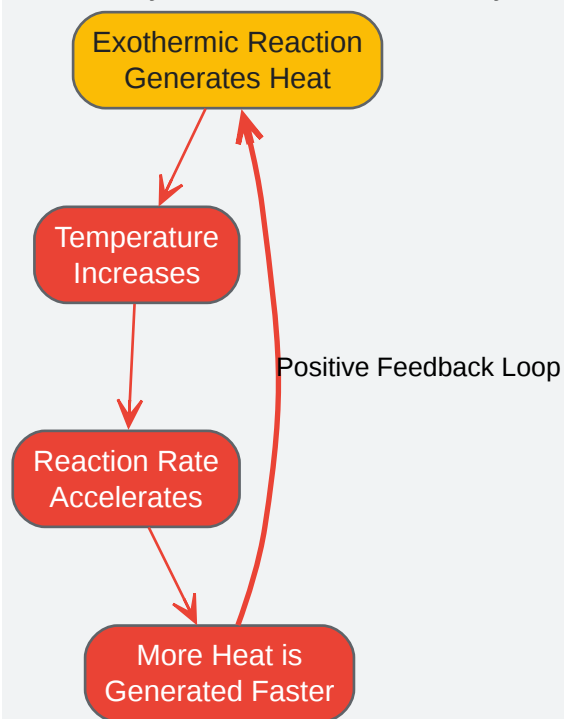 Exothermic Reaction
Generates Heat
Temperature
Increases
Positive Feedback Loop
Reaction Rate
Accelerates
More Heat is
Generated Faster